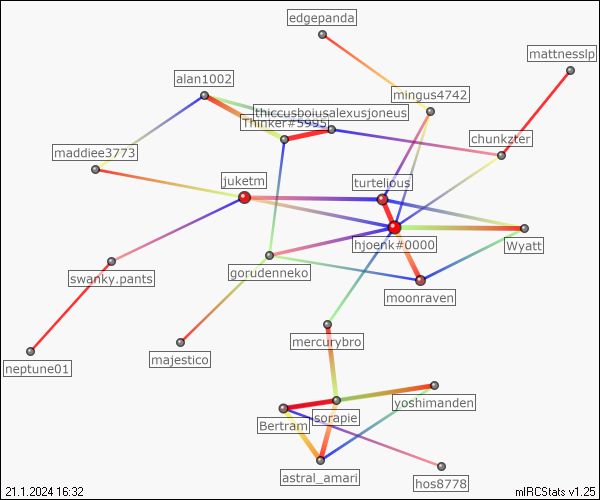 edgepanda
mattnesslp
alan1002
mingus4742
thiccusboiusalexusjoneus
Thinker#5995
chunkzter
maddiee3773
juketm
turtelious
hjoenk#0000
Wyatt
swanky.pants
gorudenneko
moonraven
mercurybro
majestico
neptune01
yoshimanden
sorapie
Bertram
astral_amari
hos8778
21.1.2024 16:32
mIRCStats v1.25